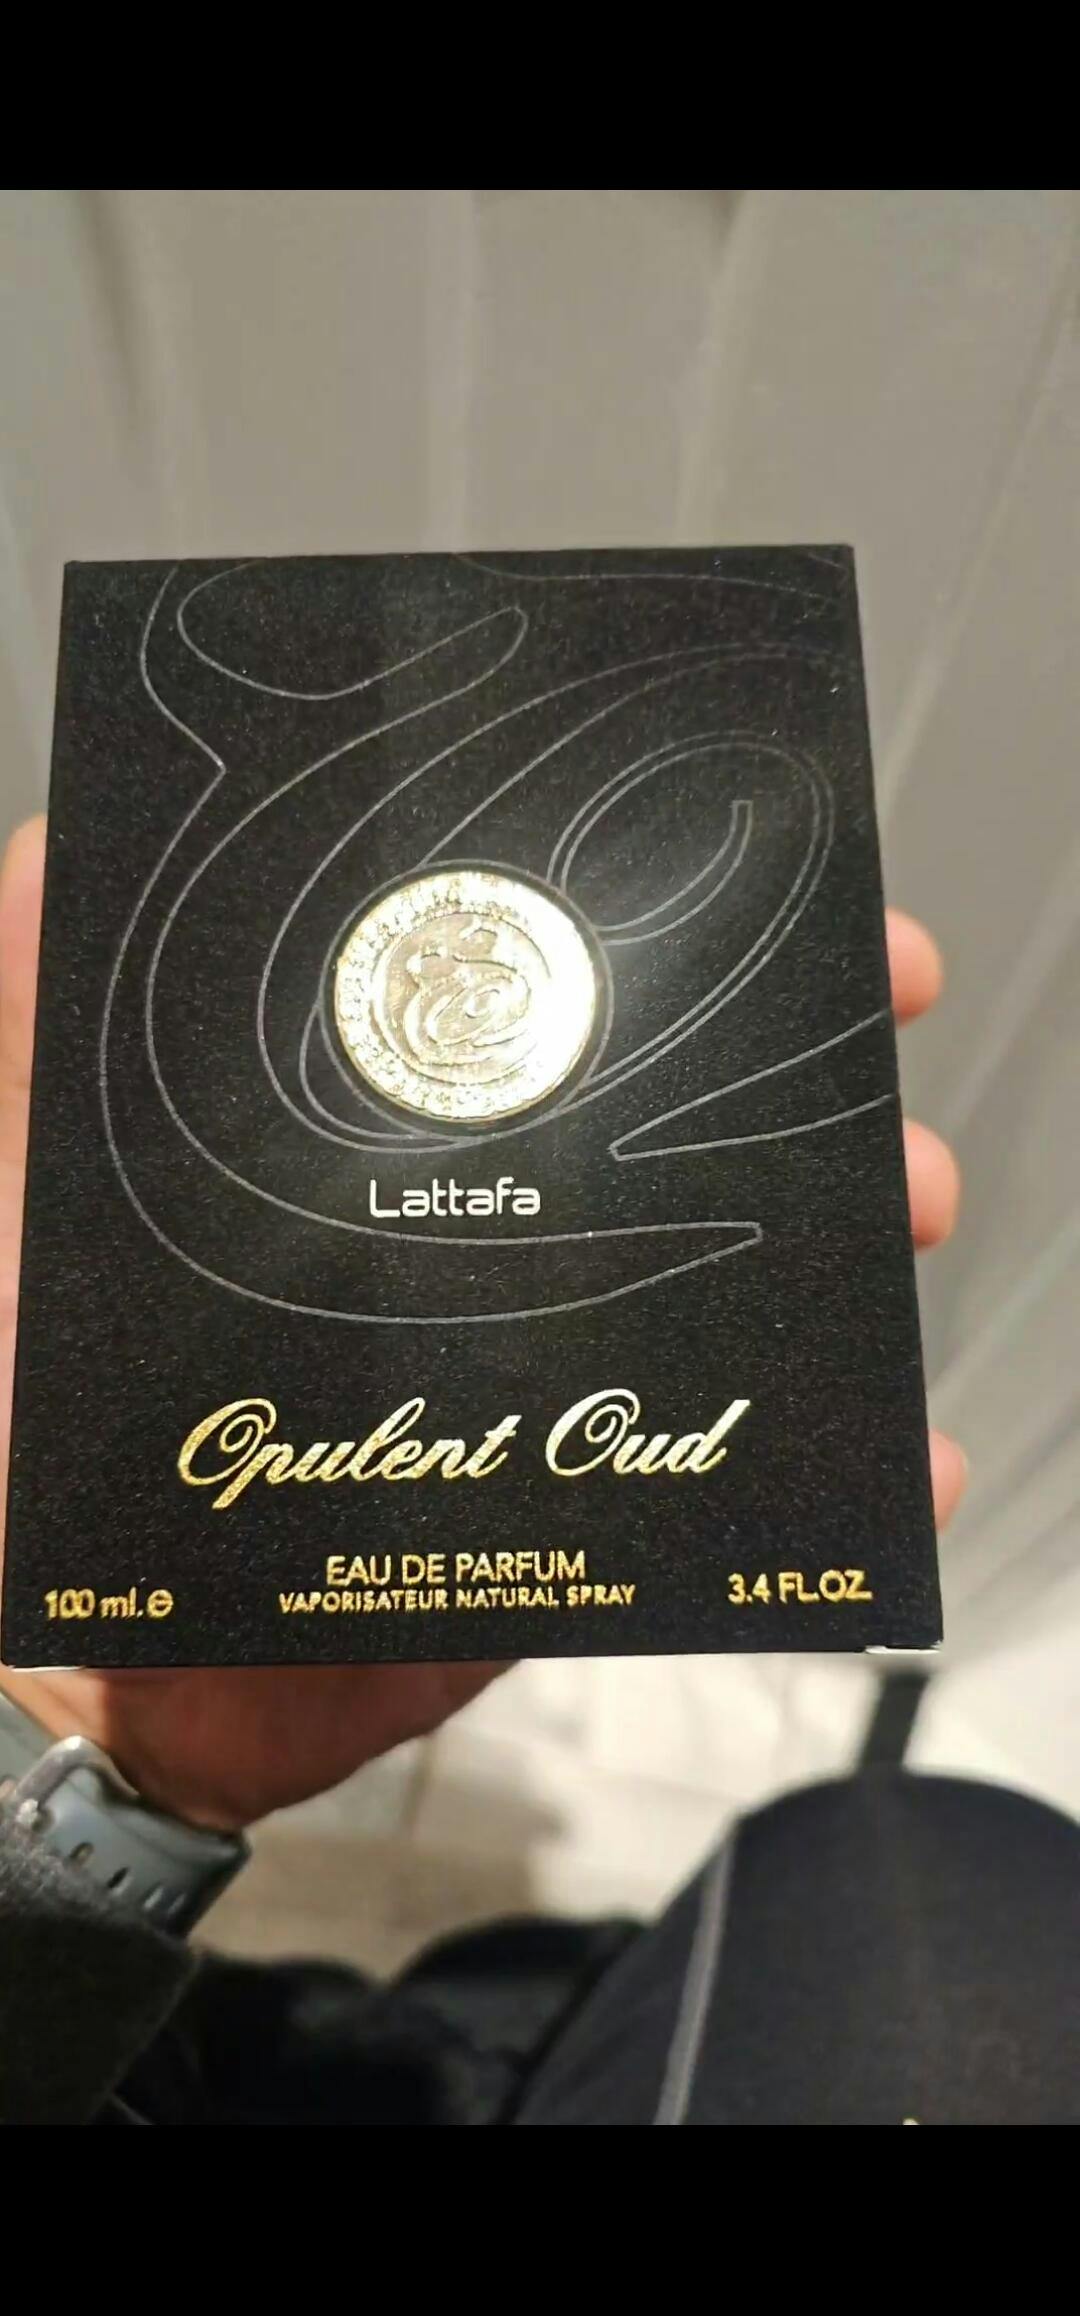 Lattafa
Opulent Oud
EAU DE PARFUM
VAPORISATEUR NATURAL SPRAY
100 ml.℮
3.4 FL.OZ.